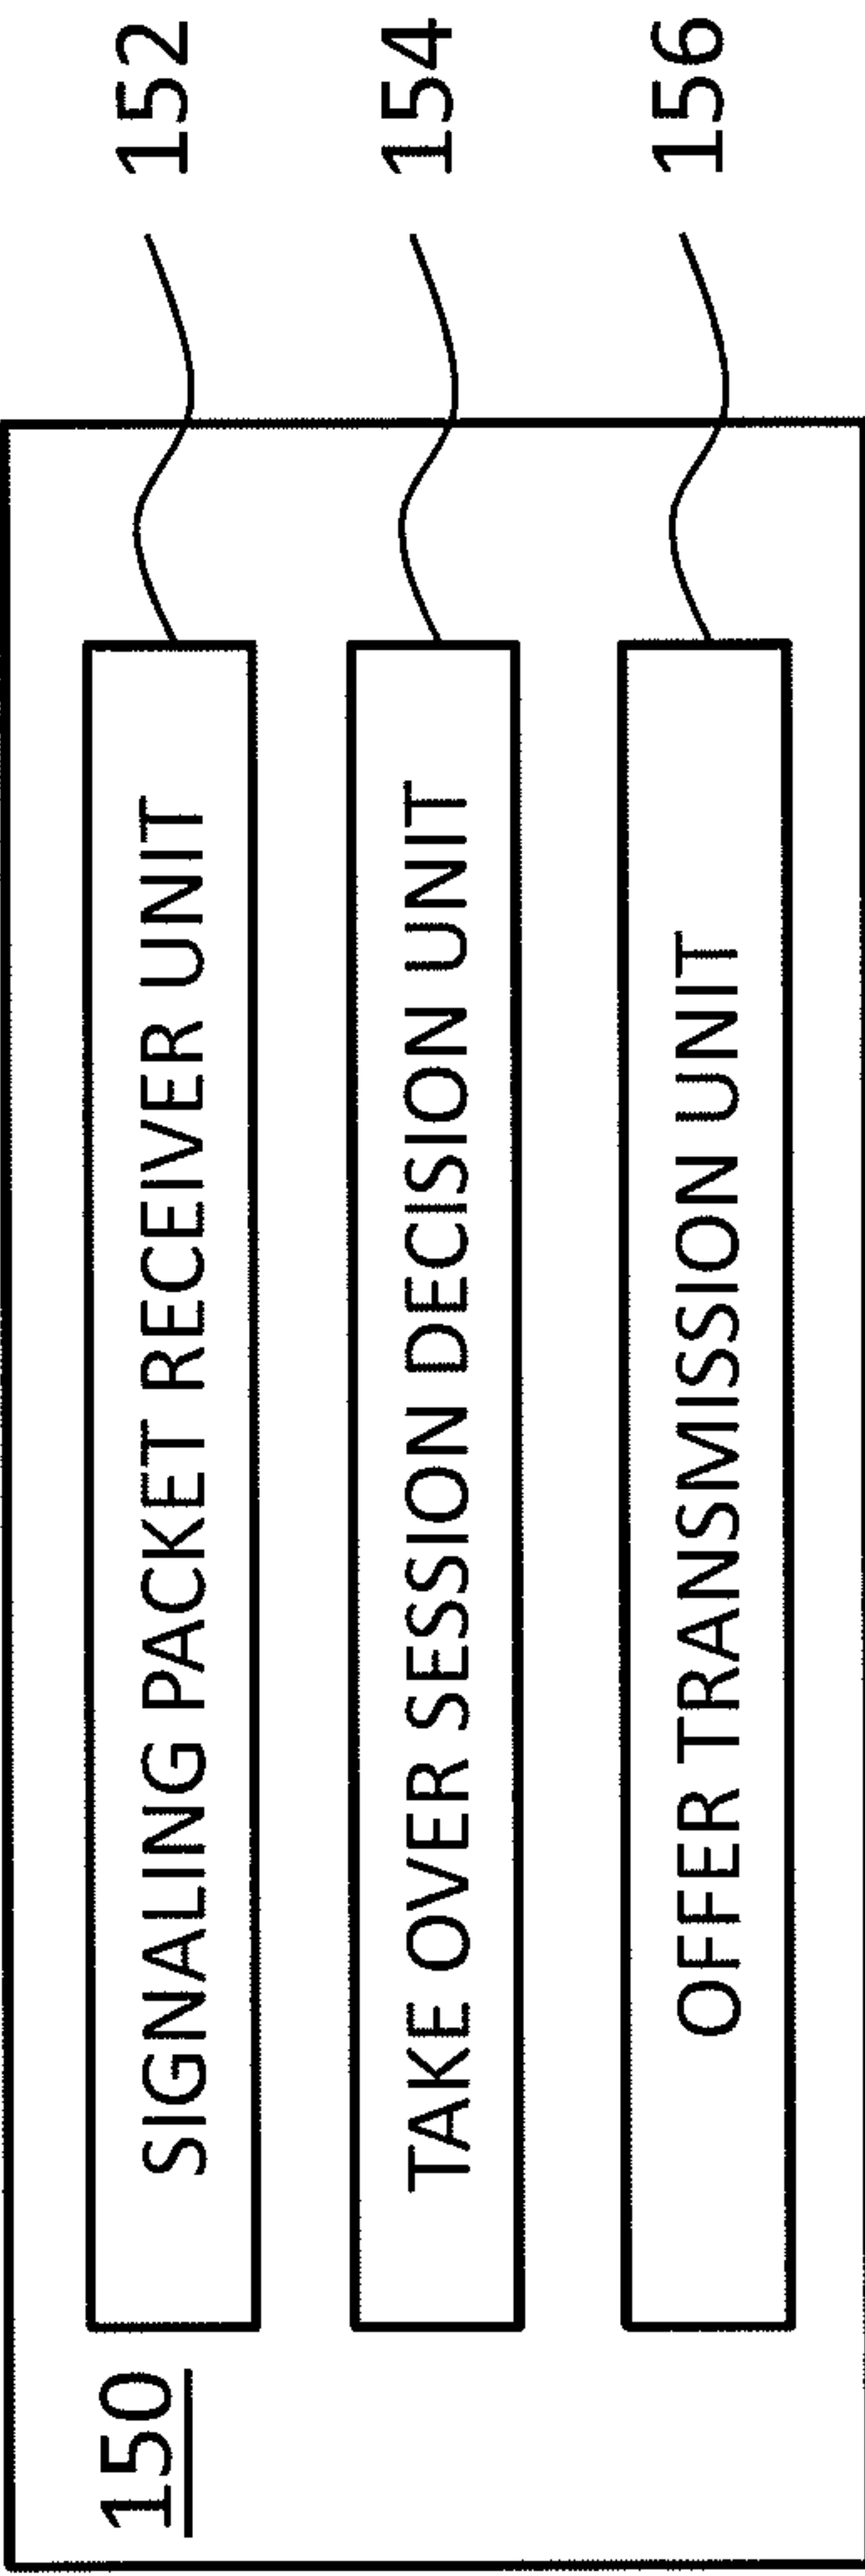 150
SIGNALING PACKET RECEIVER UNIT
152
TAKE OVER SESSION DECISION UNIT
154
OFFER TRANSMISSION UNIT
156